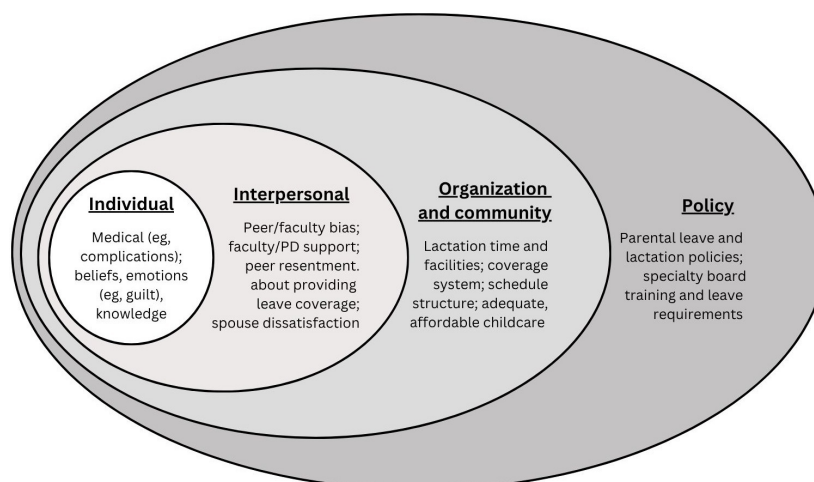 Individual
Medical (eg,
complications);
beliefs, emotions
(eg, guilt),
knowledge
Interpersonal
Peer/faculty bias;
faculty/PD support;
peer resentment.
about providing
leave coverage;
spouse dissatisfaction
Organization
and community
Lactation time and
facilities; coverage
system; schedule
structure; adequate,
affordable childcare
Policy
Parental leave and
lactation policies;
specialty board
training and leave
requirements